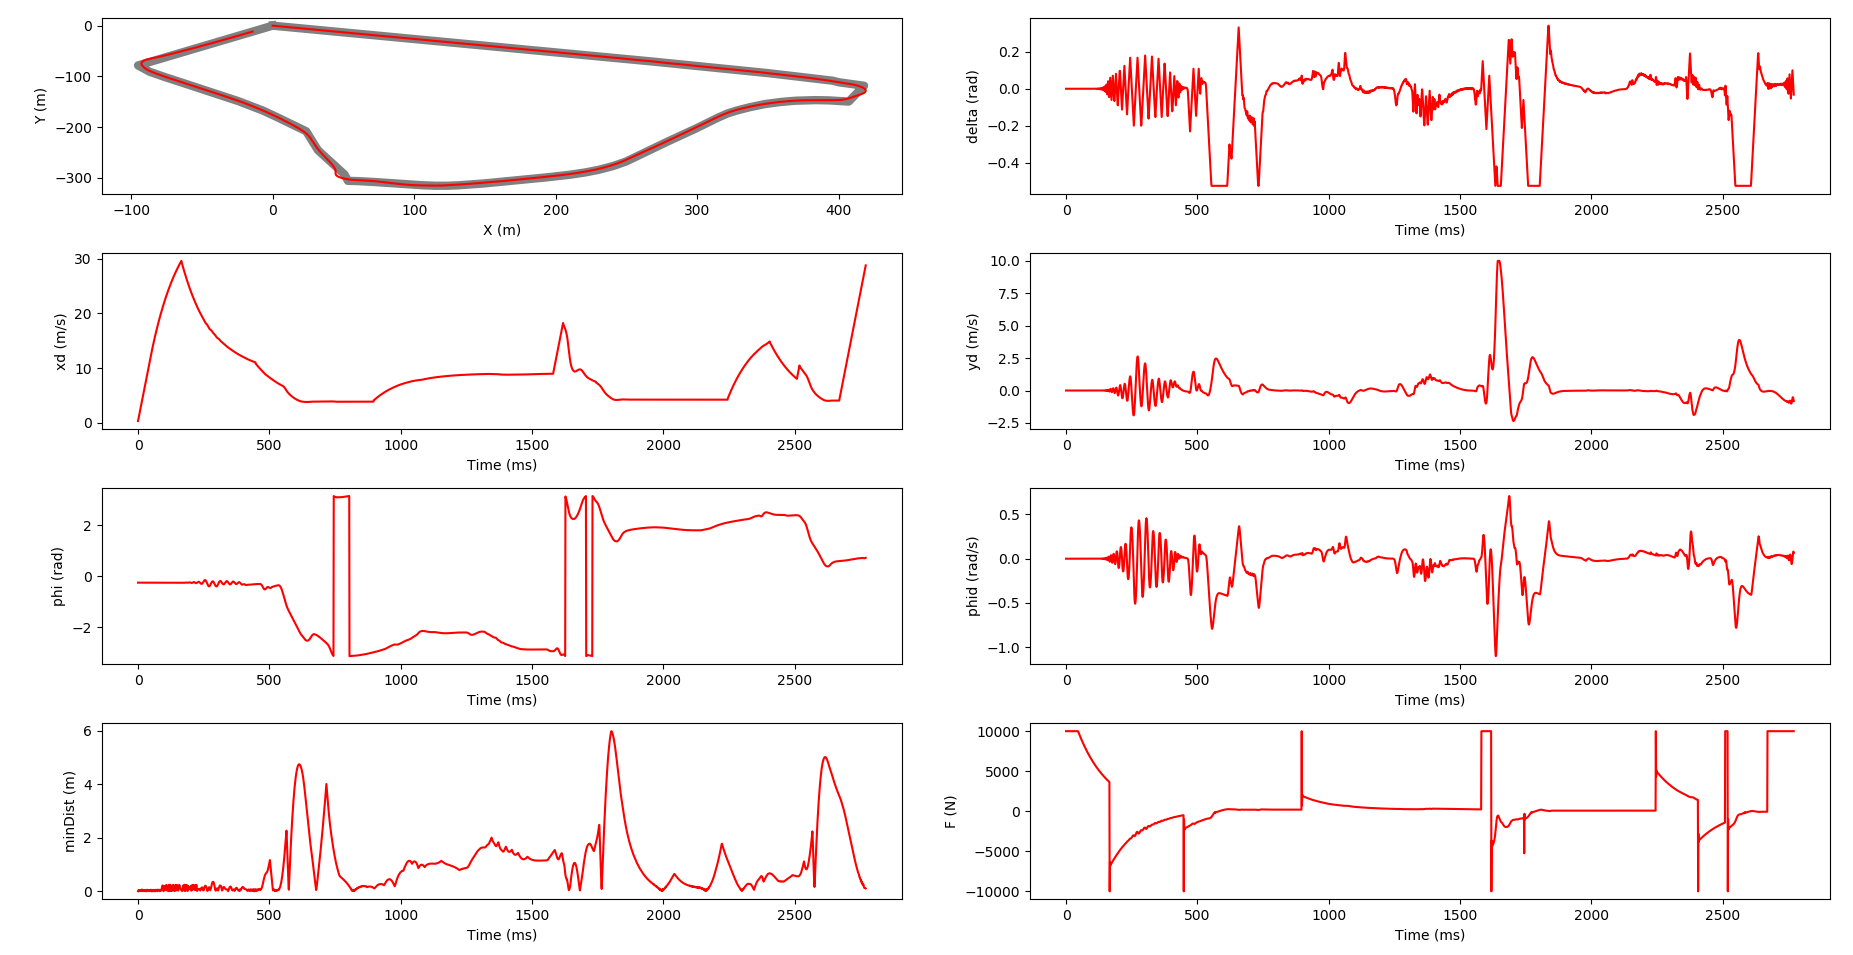 0
−100
−200
−300
Y (m)
−100 0 100 200 300 400
X (m)
0.2
0.0
−0.2
−0.4
delta (rad)
0 500 1000 1500 2000 2500
Time (ms)
30
20
10
0
xd (m/s)
0 500 1000 1500 2000 2500
Time (ms)
10.0
7.5
5.0
2.5
0.0
−2.5
yd (m/s)
0 500 1000 1500 2000 2500
Time (ms)
2
0
−2
phi (rad)
0 500 1000 1500 2000 2500
Time (ms)
0.5
0.0
−0.5
−1.0
phid (rad/s)
0 500 1000 1500 2000 2500
Time (ms)
6
4
2
0
minDist (m)
0 500 1000 1500 2000 2500
Time (ms)
10000
5000
0
−5000
−10000
F (N)
0 500 1000 1500 2000 2500
Time (ms)